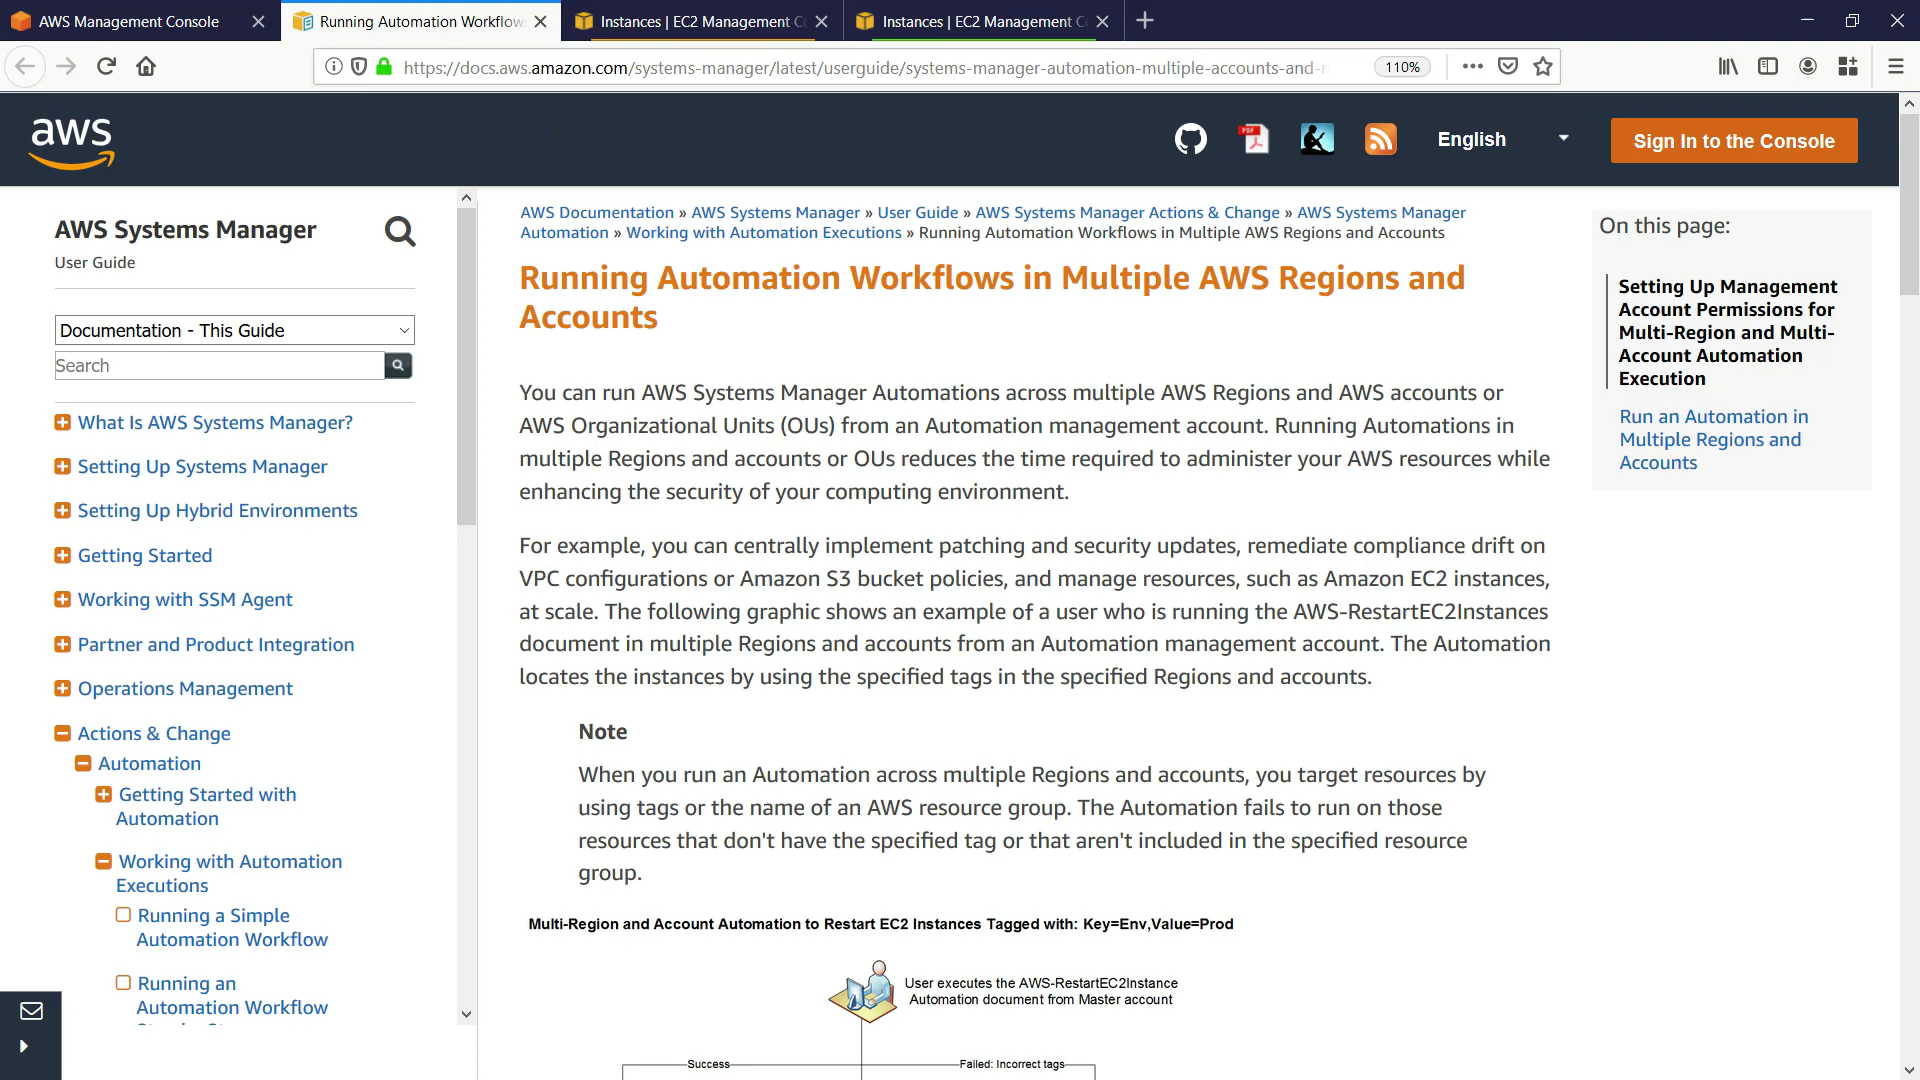 AWS Management Console
Running Automation Workflow
Instances | EC2 Management C
Instances | EC2 Management C
https://docs.aws.amazon.com/systems-manager/latest/userguide/systems-manager-automation-multiple-accounts-and-r
110%
aws
PDF
English
Sign In to the Console
AWS Systems Manager
User Guide
Documentation - This Guide
Search
What Is AWS Systems Manager?
Setting Up Systems Manager
Setting Up Hybrid Environments
Getting Started
Working with SSM Agent
Partner and Product Integration
Operations Management
Actions & Change
Automation
Getting Started with
Automation
Working with Automation
Executions
Running a Simple
Automation Workflow
Running an
Automation Workflow
AWS Documentation » AWS Systems Manager » User Guide » AWS Systems Manager Actions & Change » AWS Systems Manager
Automation » Working with Automation Executions » Running Automation Workflows in Multiple AWS Regions and Accounts
Running Automation Workflows in Multiple AWS Regions and
Accounts
You can run AWS Systems Manager Automations across multiple AWS Regions and AWS accounts or
AWS Organizational Units (OUs) from an Automation management account. Running Automations in
multiple Regions and accounts or OUs reduces the time required to administer your AWS resources while
enhancing the security of your computing environment.
For example, you can centrally implement patching and security updates, remediate compliance drift on
VPC configurations or Amazon S3 bucket policies, and manage resources, such as Amazon EC2 instances,
at scale. The following graphic shows an example of a user who is running the AWS-RestartEC2Instances
document in multiple Regions and accounts from an Automation management account. The Automation
locates the instances by using the specified tags in the specified Regions and accounts.
Note
When you run an Automation across multiple Regions and accounts, you target resources by
using tags or the name of an AWS resource group. The Automation fails to run on those
resources that don't have the specified tag or that aren't included in the specified resource
group.
Multi-Region and Account Automation to Restart EC2 Instances Tagged with: Key=Env,Value=Prod
User executes the AWS-RestartEC2Instance
Automation document from Master account
Success
Failed: Incorrect tags
On this page:
Setting Up Management
Account Permissions for
Multi-Region and Multi-
Account Automation
Execution
Run an Automation in
Multiple Regions and
Accounts